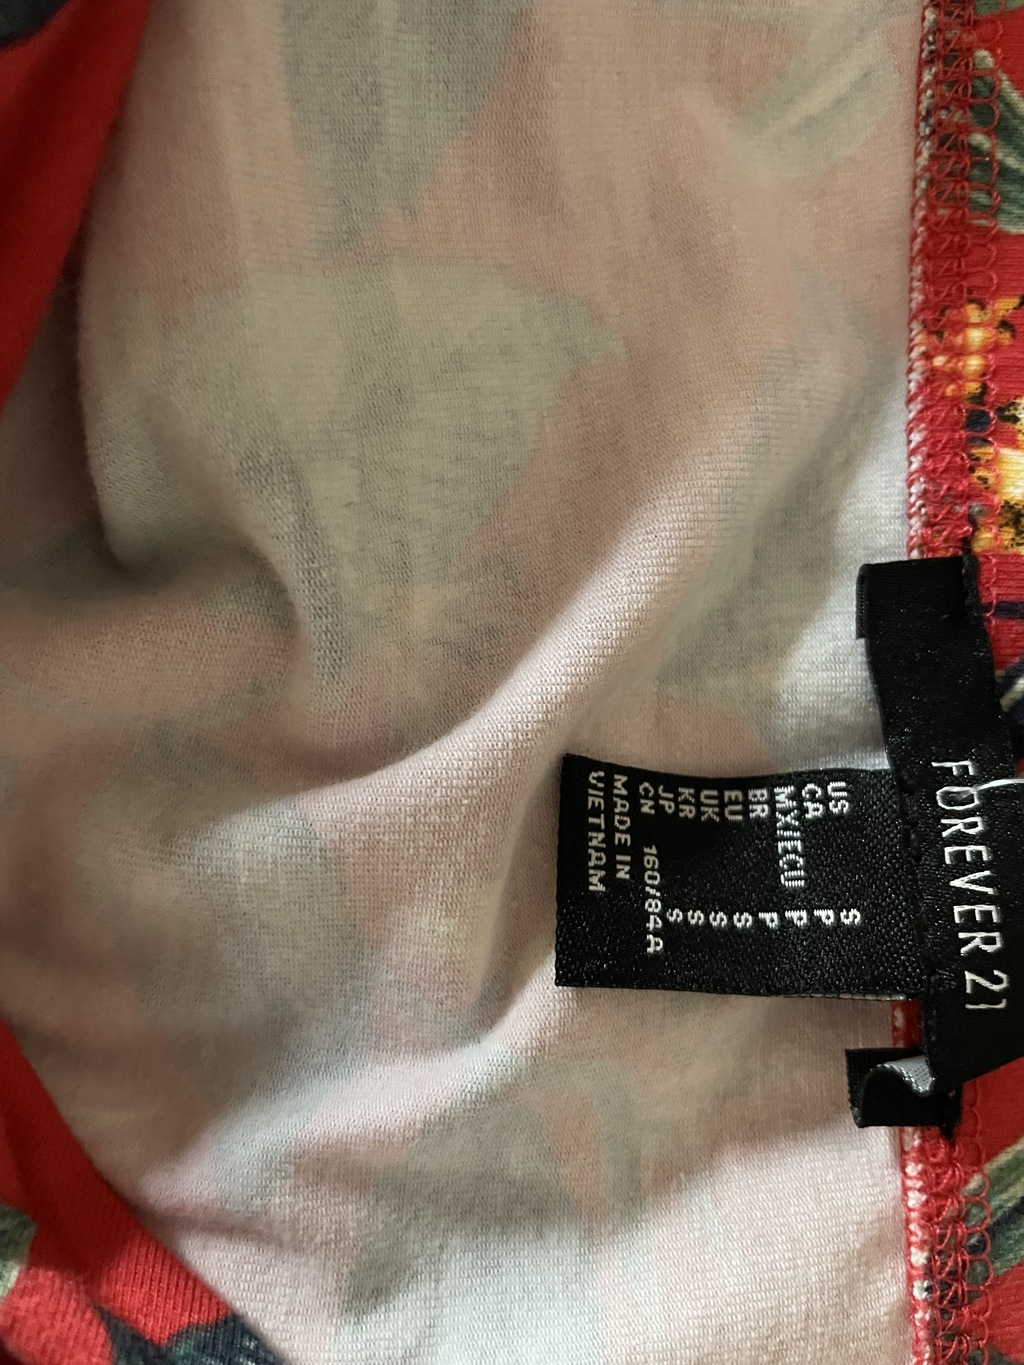 FOREVER 21
US S
CA P
MX|ECU P
BR P
EU S
UK S
KR S
JP S
CN 160/84A
MADE IN
VIETNAM